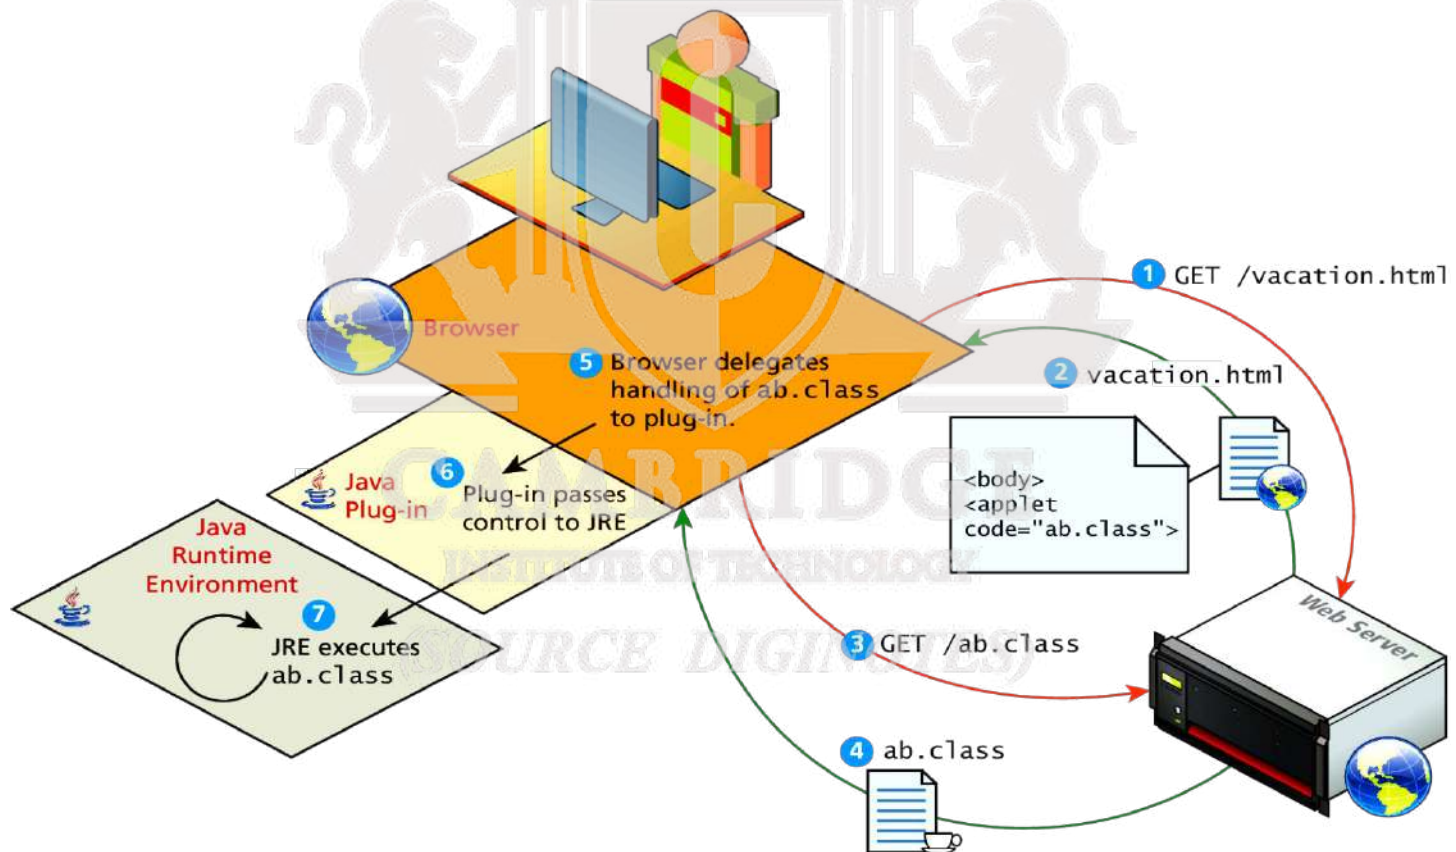 1 GET /vacation.html
Browser
2 vacation.html
5 Browser delegates
handling of ab.class
to plug-in.
<body>
<applet
code="ab.class">
Java
Plug-in
6
Plug-in passes
control to JRE
Java
Runtime
Environment
7
JRE executes
ab.class
Web Server
3 GET /ab.class
4 ab.class
CAMBRIDGE
INSTITUTE OF TECHNOLOGY
(SOURCE DIGINOTES)